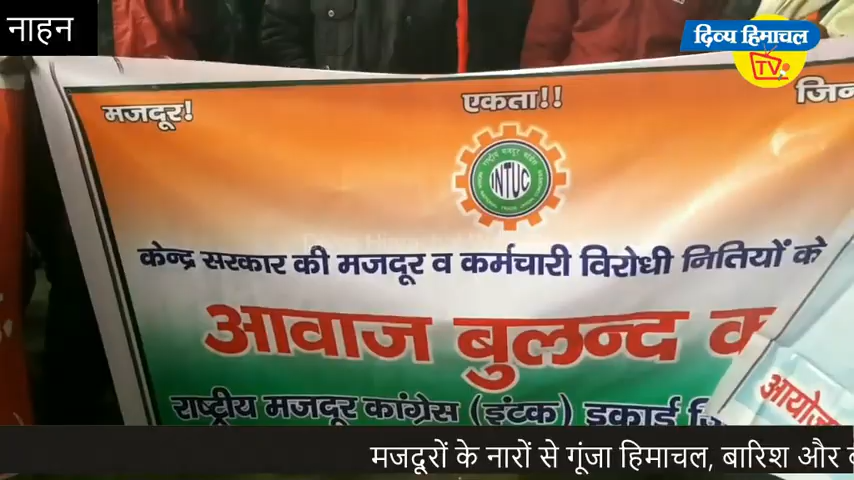 नाहन
दिव्य हिमाचल
TV
मजदूर! एकता!!
INTUC
केन्द्र सरकार की मजदूर व कर्मचारी विरोधी नितियों के
आवाज बुलन्द
राष्ट्रीय मजदूर कांग्रेस (इंटक) इकाई
मजदूरों के नारों से गूंजा हिमाचल, बारिश और